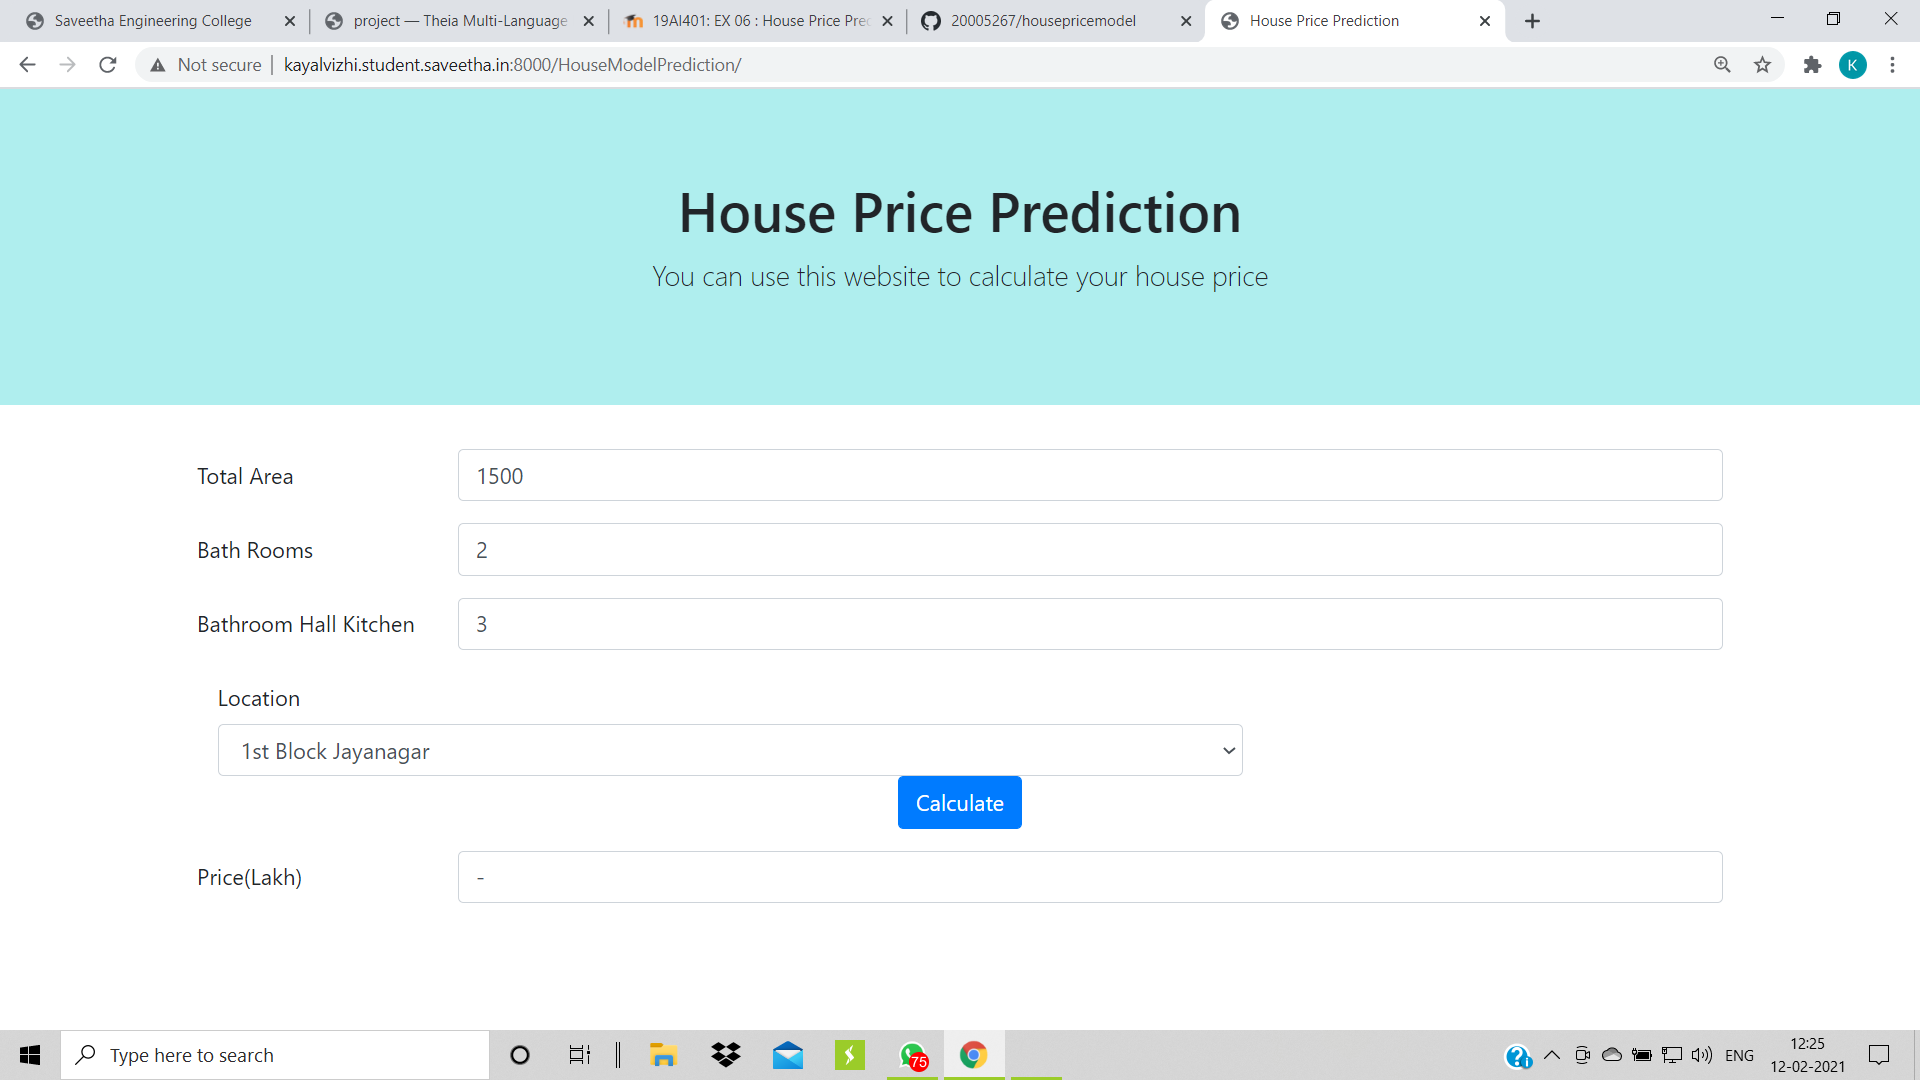 Saveetha Engineering College
project — Theia Multi-Language
19AI401: EX 06 : House Price Pred
20005267/housepricemodel
House Price Prediction
Not secure
kayalvizhi.student.saveetha.in:8000/HouseModelPrediction/
K
House Price Prediction
You can use this website to calculate your house price
Total Area
1500
Bath Rooms
2
Bathroom Hall Kitchen
3
Location
1st Block Jayanagar
Calculate
Price(Lakh)
-
Type here to search
75
ENG
12:25
12-02-2021